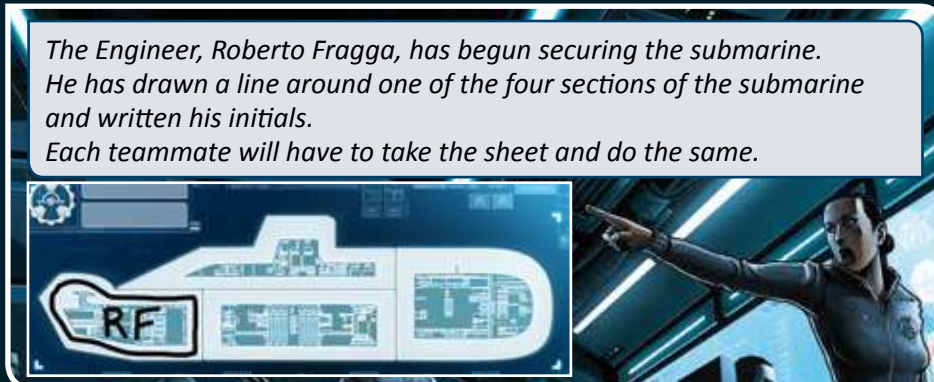 The Engineer, Roberto Fragga, has begun securing the submarine.
He has drawn a line around one of the four sections of the submarine
and written his initials.
Each teammate will have to take the sheet and do the same.
RF